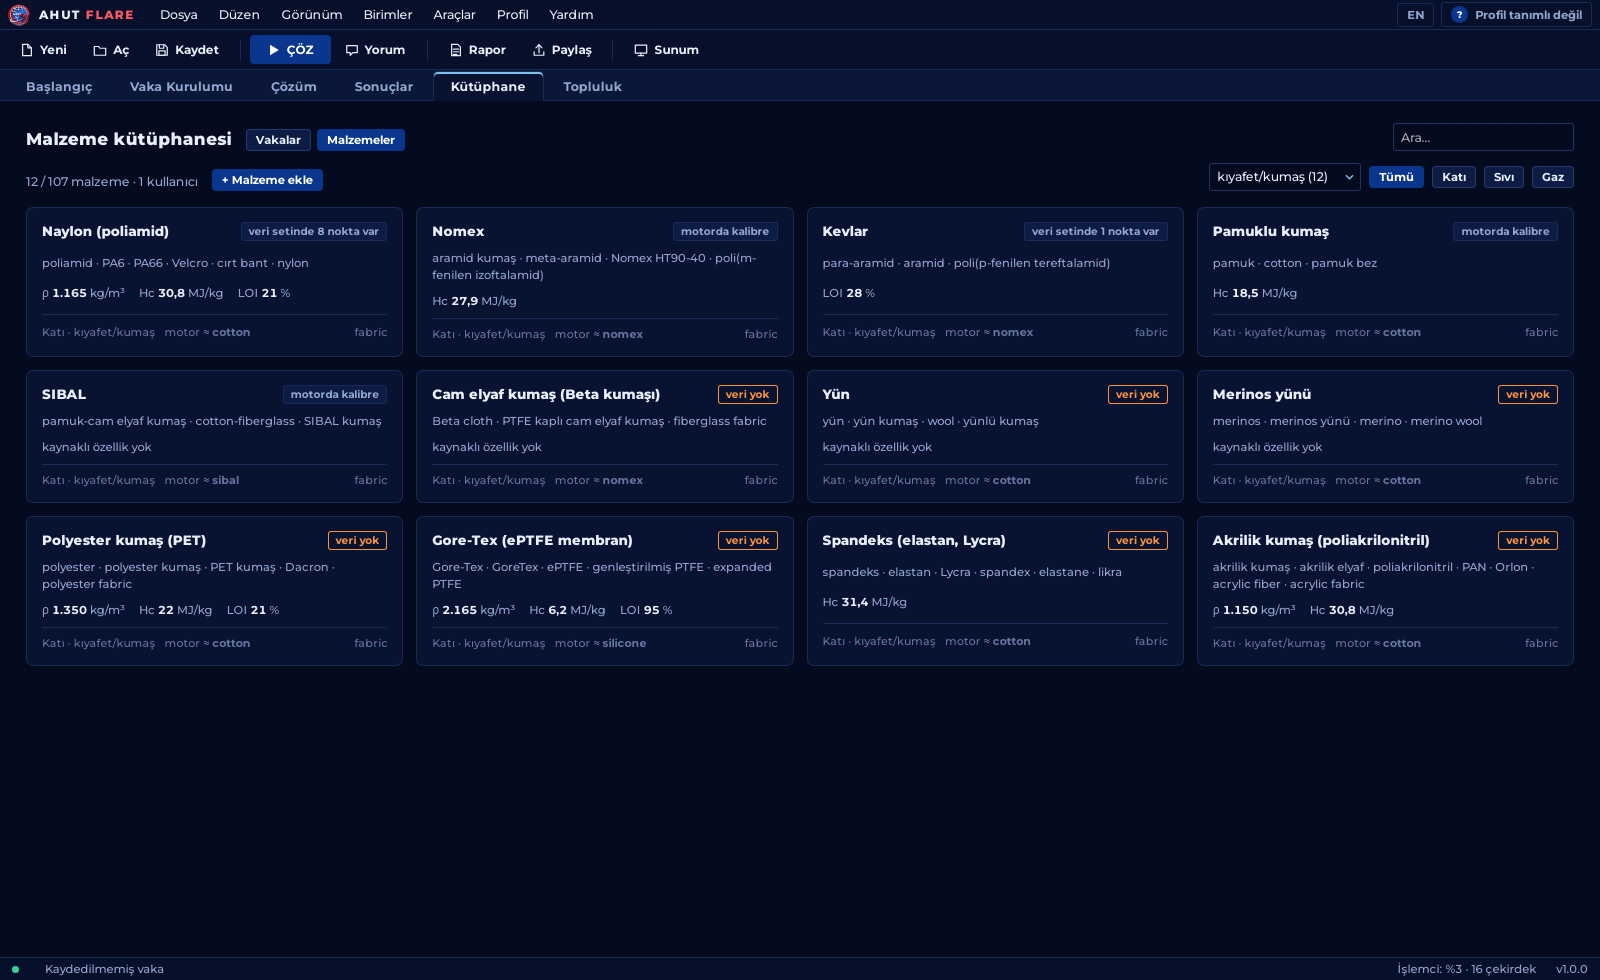 AHUT FLARE Dosya Düzen Görünüm Birimler Araçlar Profil Yardım EN ? Profil tanımlı değil
Yeni Aç Kaydet ÇÖZ Yorum Rapor Paylaş Sunum
Başlangıç Vaka Kurulumu Çözüm Sonuçlar Kütüphane Topluluk
Malzeme kütüphanesi Vakalar Malzemeler Ara...
12 / 107 malzeme · 1 kullanıcı + Malzeme ekle kıyafet/kumaş (12) Tümü Katı Sıvı Gaz
Naylon (poliamid) veri setinde 8 nokta var
poliamid · PA6 · PA66 · Velcro · cırt bant · nylon
ρ 1.165 kg/m³ Hc 30,8 MJ/kg LOI 21 %
Katı · kıyafet/kumaş motor ≈ cotton fabric
Nomex motorda kalibre
aramid kumaş · meta-aramid · Nomex HT90-40 · poli(m-
fenilen izoftalamid)
Hc 27,9 MJ/kg
Katı · kıyafet/kumaş motor ≈ nomex fabric
Kevlar veri setinde 1 nokta var
para-aramid · aramid · poli(p-fenilen tereftalamid)
LOI 28 %
Katı · kıyafet/kumaş motor ≈ nomex fabric
Pamuklu kumaş motorda kalibre
pamuk · cotton · pamuk bez
Hc 18,5 MJ/kg
Katı · kıyafet/kumaş motor ≈ cotton fabric
SIBAL motorda kalibre
pamuk-cam elyaf kumaş · cotton-fiberglass · SIBAL kumaş
kaynaklı özellik yok
Katı · kıyafet/kumaş motor ≈ sibal fabric
Cam elyaf kumaş (Beta kumaşı) veri yok
Beta cloth · PTFE kaplı cam elyaf kumaş · fiberglass fabric
kaynaklı özellik yok
Katı · kıyafet/kumaş motor ≈ nomex fabric
Yün veri yok
yün · yün kumaş · wool · yünlü kumaş
kaynaklı özellik yok
Katı · kıyafet/kumaş motor ≈ cotton fabric
Merinos yünü veri yok
merinos · merinos yünü · merino · merino wool
kaynaklı özellik yok
Katı · kıyafet/kumaş motor ≈ cotton fabric
Polyester kumaş (PET) veri yok
polyester · polyester kumaş · PET kumaş · Dacron ·
polyester fabric
ρ 1.350 kg/m³ Hc 22 MJ/kg LOI 21 %
Katı · kıyafet/kumaş motor ≈ cotton fabric
Gore-Tex (ePTFE membran) veri yok
Gore-Tex · GoreTex · ePTFE · genleştirilmiş PTFE · expanded
PTFE
ρ 2.165 kg/m³ Hc 6,2 MJ/kg LOI 95 %
Katı · kıyafet/kumaş motor ≈ silicone fabric
Spandeks (elastan, Lycra) veri yok
spandeks · elastan · Lycra · spandex · elastane · likra
Hc 31,4 MJ/kg
Katı · kıyafet/kumaş motor ≈ cotton fabric
Akrilik kumaş (poliakrilonitril) veri yok
akrilik kumaş · akrilik elyaf · poliakrilonitril · PAN · Orlon ·
acrylic fiber · acrylic fabric
ρ 1.150 kg/m³ Hc 30,8 MJ/kg
Katı · kıyafet/kumaş motor ≈ cotton fabric
Kaydedilmemiş vaka İşlemci: %3 · 16 çekirdek v1.0.0